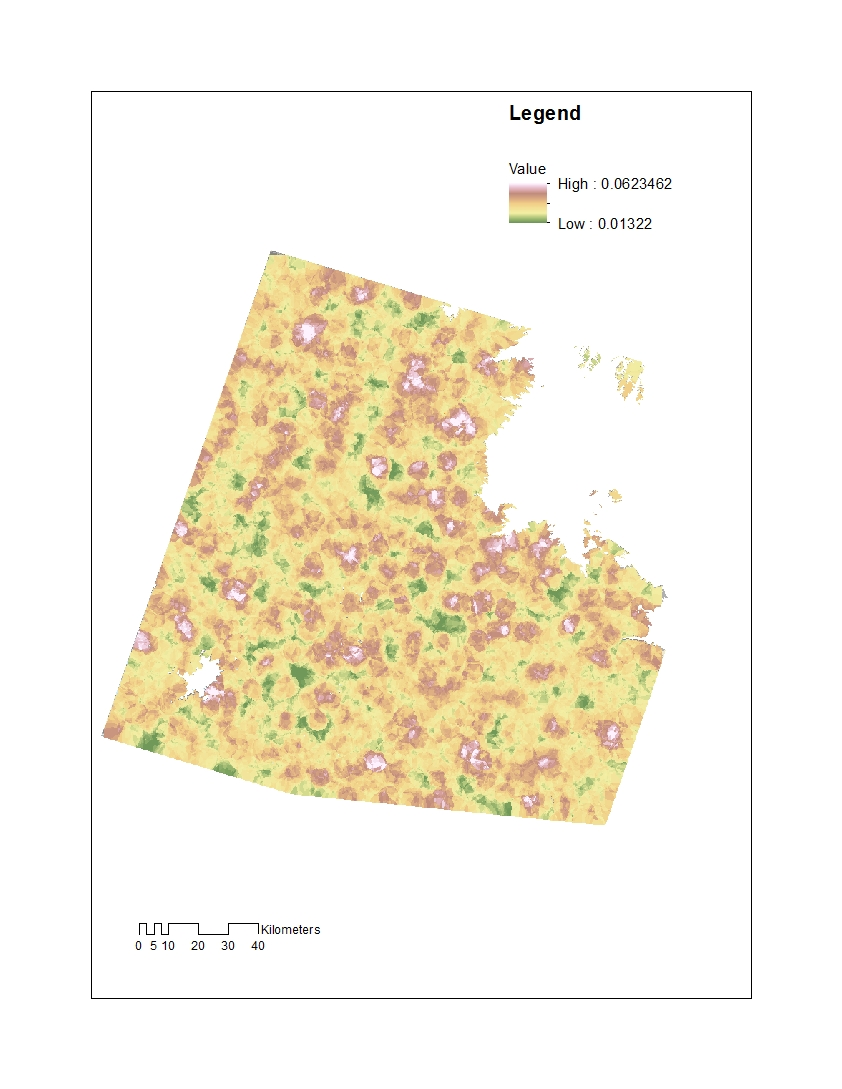 Legend
Value
High : 0.0623462
Low : 0.01322
Kilometers
0 5 10 20 30 40